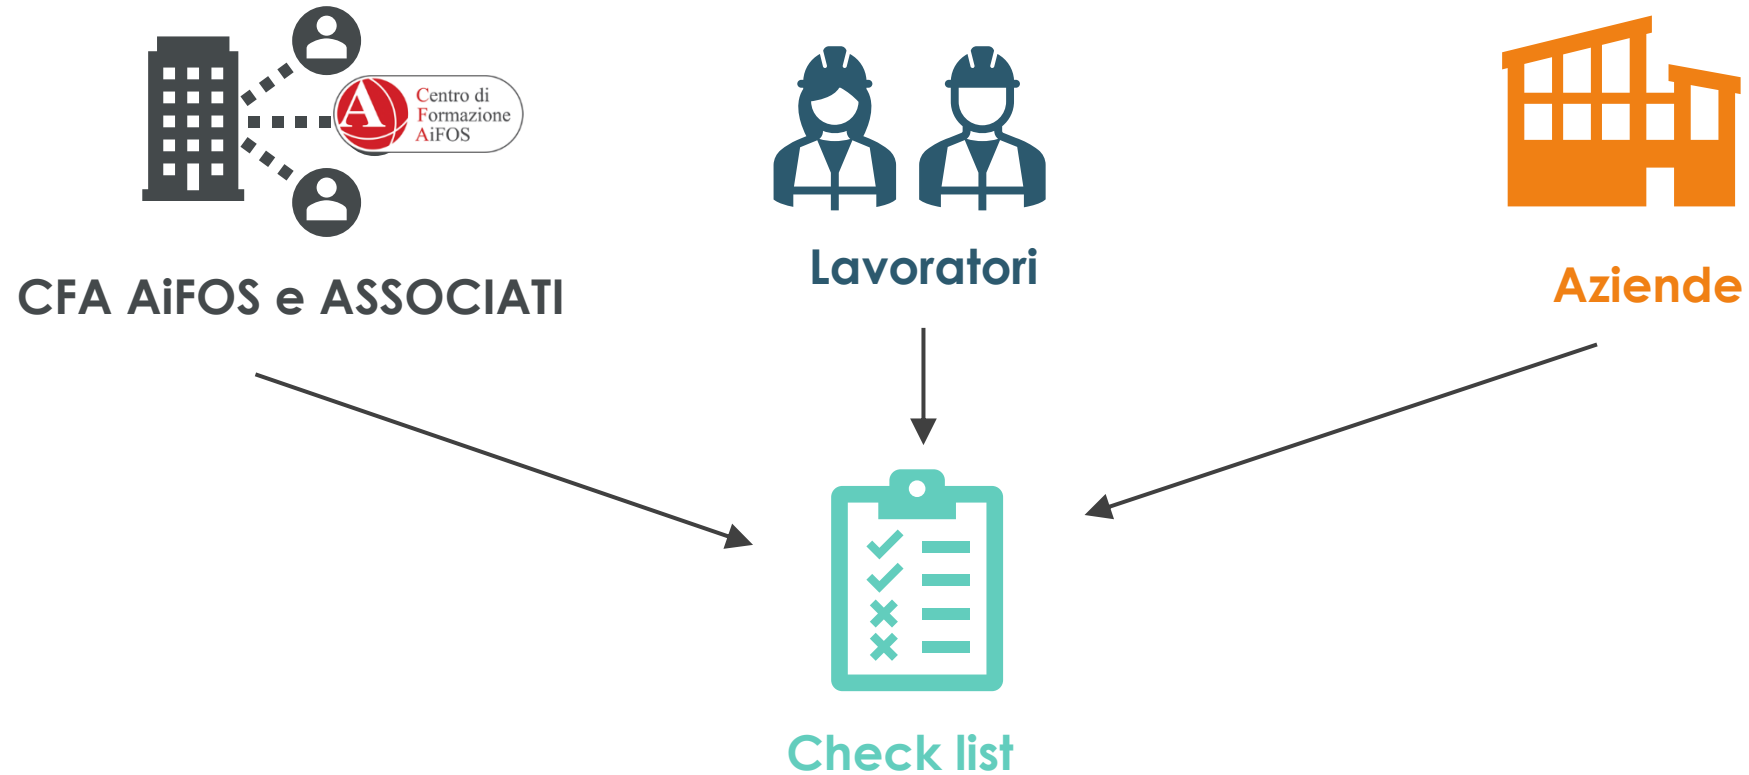 Centro di
Formazione
AiFOS
CFA AiFOS e ASSOCIATI
Lavoratori
Aziende
Check list